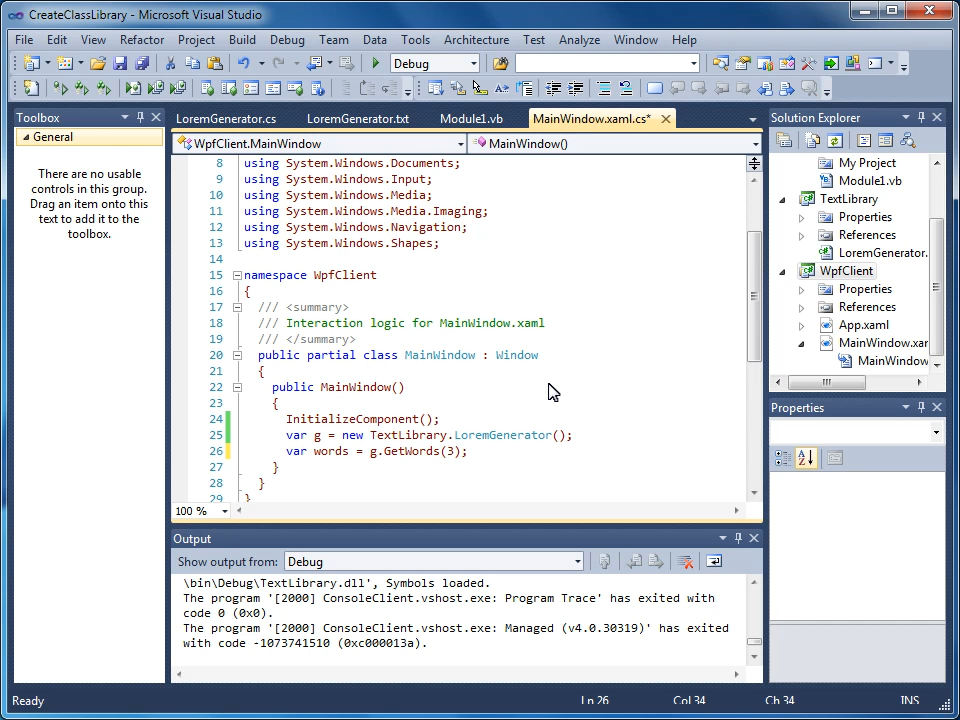 CreateClassLibrary - Microsoft Visual Studio
File Edit View Refactor Project Build Debug Team Data Tools Architecture Test Analyze Window Help
Debug
Toolbox
General
There are no usable
controls in this group.
Drag an item onto this
text to add it to the
toolbox.
LoremGenerator.cs LoremGenerator.txt Module1.vb MainWindow.xaml.cs*
WpfClient.MainWindow MainWindow()
8 using System.Windows.Documents;
9 using System.Windows.Input;
10 using System.Windows.Media;
11 using System.Windows.Media.Imaging;
12 using System.Windows.Navigation;
13 using System.Windows.Shapes;
14
15 namespace WpfClient
16 {
17 /// <summary>
18 /// Interaction logic for MainWindow.xaml
19 /// </summary>
20 public partial class MainWindow : Window
21 {
22 public MainWindow()
23 {
24 InitializeComponent();
25 var g = new TextLibrary.LoremGenerator();
26 var words = g.GetWords(3);
27 }
28 }
29 }
100 %
Output
Show output from: Debug
\bin\Debug\TextLibrary.dll', Symbols loaded.
The program '[2000] ConsoleClient.vshost.exe: Program Trace' has exited with
code 0 (0x0).
The program '[2000] ConsoleClient.vshost.exe: Managed (v4.0.30319)' has exited
with code -1073741510 (0xc000013a).
Solution Explorer
My Project
Module1.vb
TextLibrary
Properties
References
LoremGenerator.
WpfClient
Properties
References
App.xaml
MainWindow.xar
MainWindow
Properties
Ready Ln 26 Col 34 Ch 34 INS